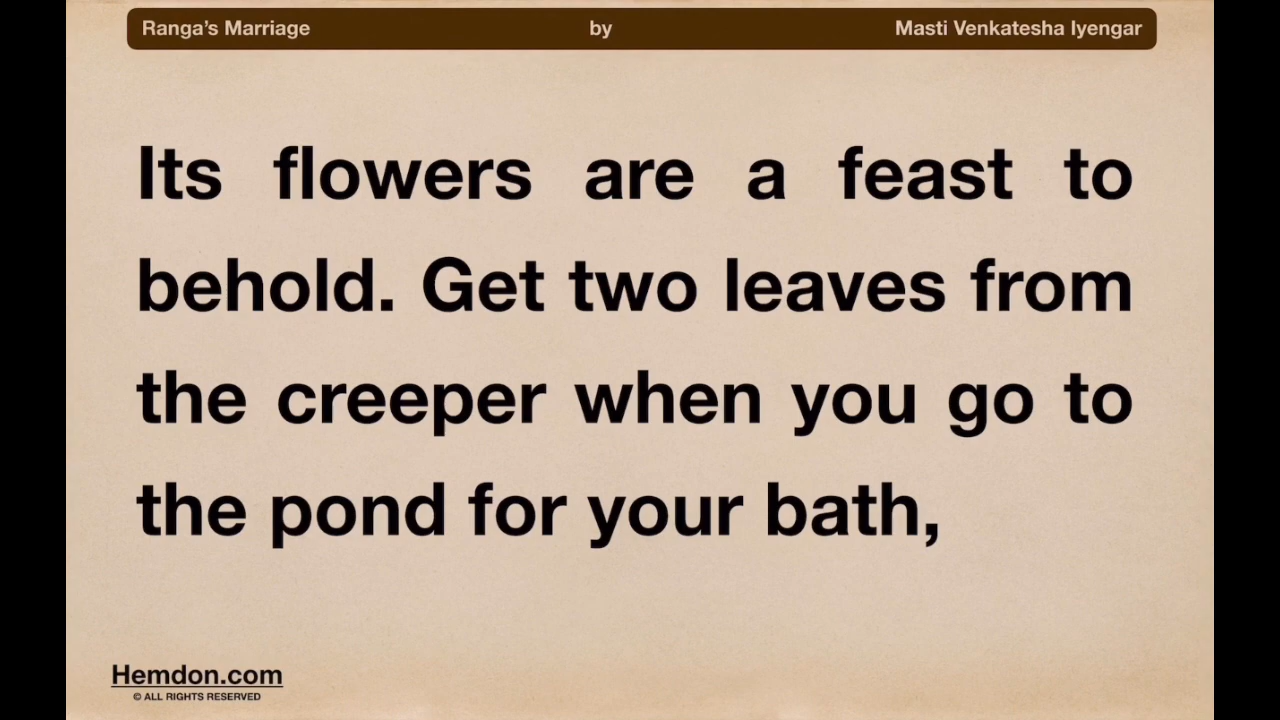 Ranga’s Marriage by Masti Venkatesha Iyengar
Its flowers are a feast to
behold. Get two leaves from
the creeper when you go to
the pond for your bath,
Hemdon.com
© ALL RIGHTS RESERVED